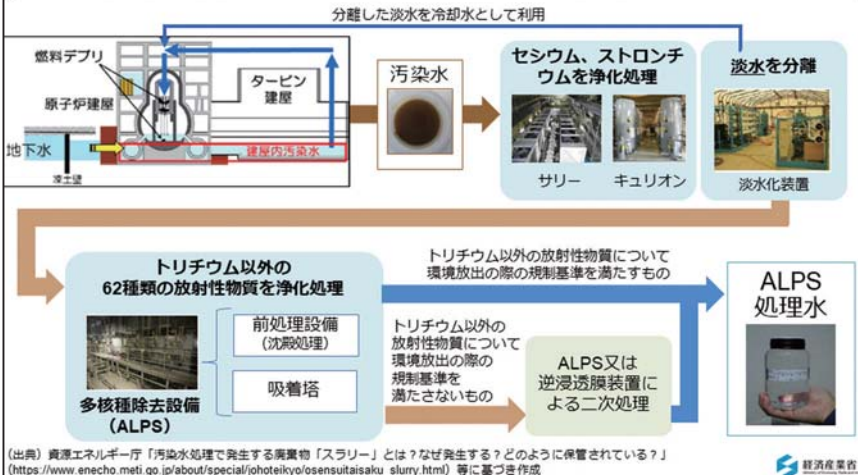 分離した淡水を冷却水として利用
燃料デブリ
原子炉建屋
タービン
建屋
地下水
凍土壁
建屋内汚染水
汚染水
セシウム、ストロンチ
ウムを浄化処理
サリー
キュリオン
淡水を分離
淡水化装置
トリチウム以外の
62種類の放射性物質を浄化処理
前処理設備
(沈殿処理)
吸着塔
多核種除去設備
(ALPS)
トリチウム以外の放射性物質について
環境放出の際の規制基準を満たすもの
トリチウム以外の
放射性物質について
環境放出の際の
規制基準を
満たさないもの
ALPS又は
逆浸透膜装置に
よる二次処理
ALPS
処理水
(出典)資源エネルギー庁「汚染水処理で発生する廃棄物「スラリー」とは?なぜ発生する?どのように保管されている?」
(https://www.enecho.meti.go.jp/about/special/johoteikyo/osensuitaisaku_slurry.html)等に基づき作成
経済産業省